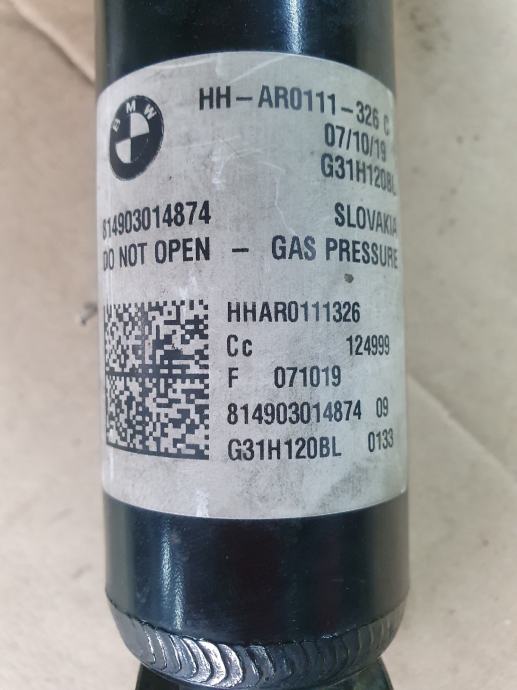 BMW
HH-AR0111-326 C
07/10/19
G31H120BL
814903014874 SLOVAKIA
DO NOT OPEN - GAS PRESSURE
HHAR0111326
Cc 124999
F 071019
814903014874 09
G31H120BL 0133